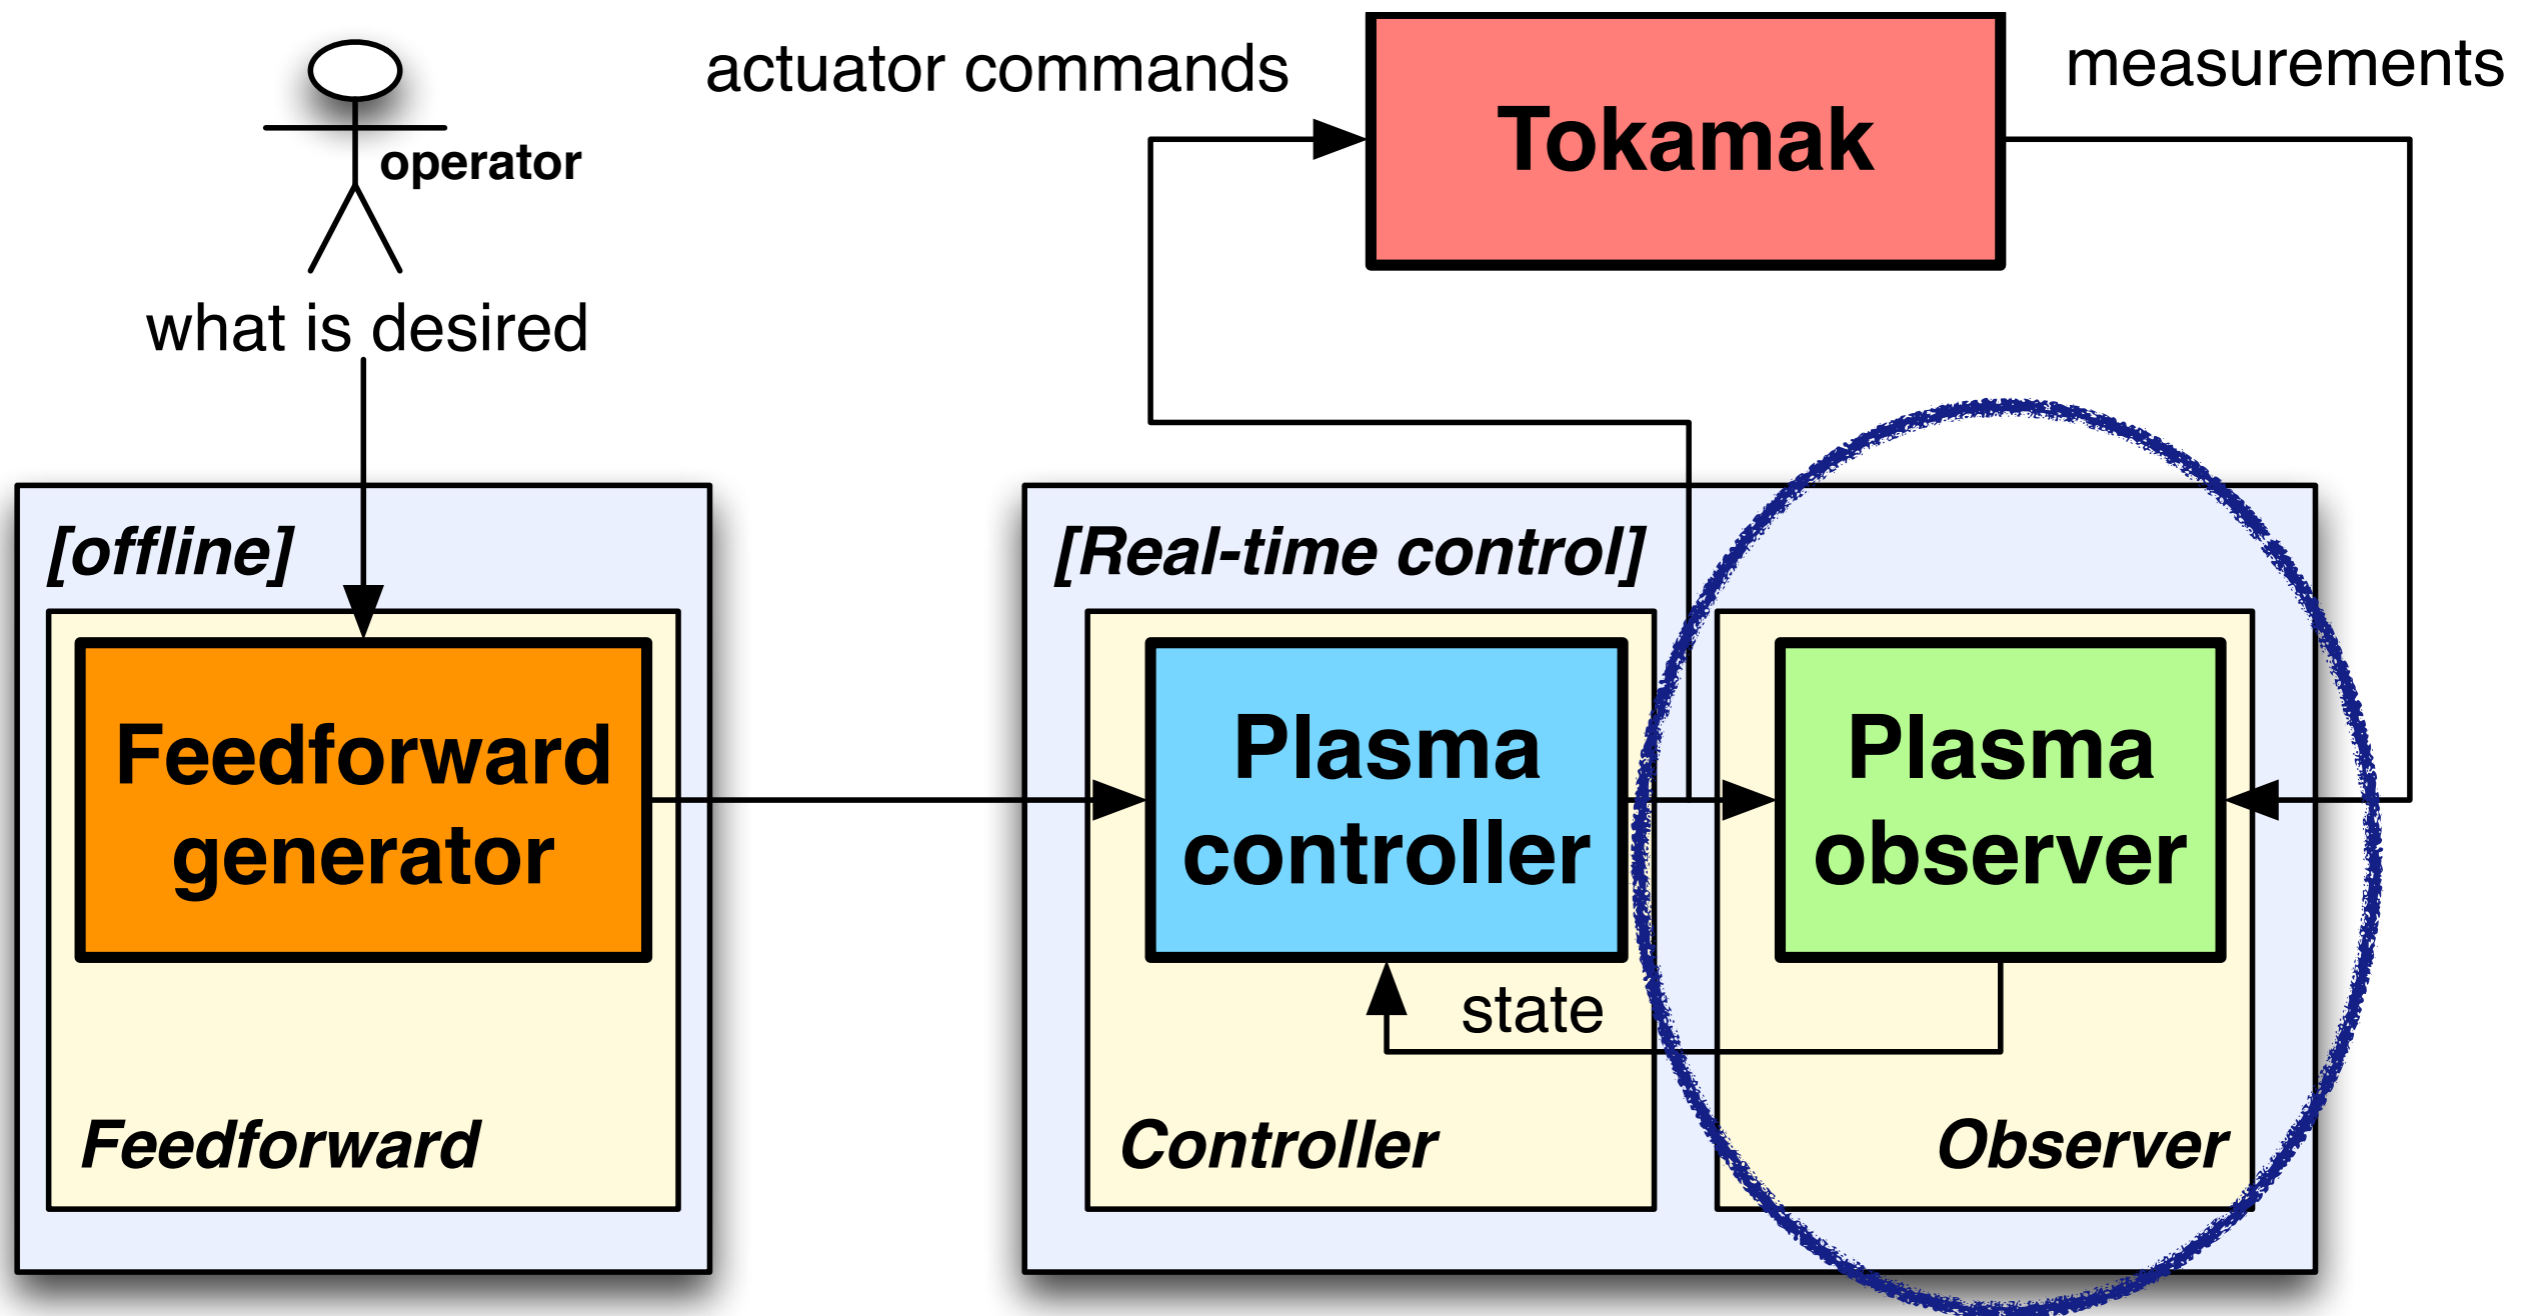 actuator commands
Tokamak
measurements
operator
what is desired
[offline]
Feedforward
generator
Feedforward
[Real-time control]
Plasma
controller
state
Controller
Plasma
observer
Observer